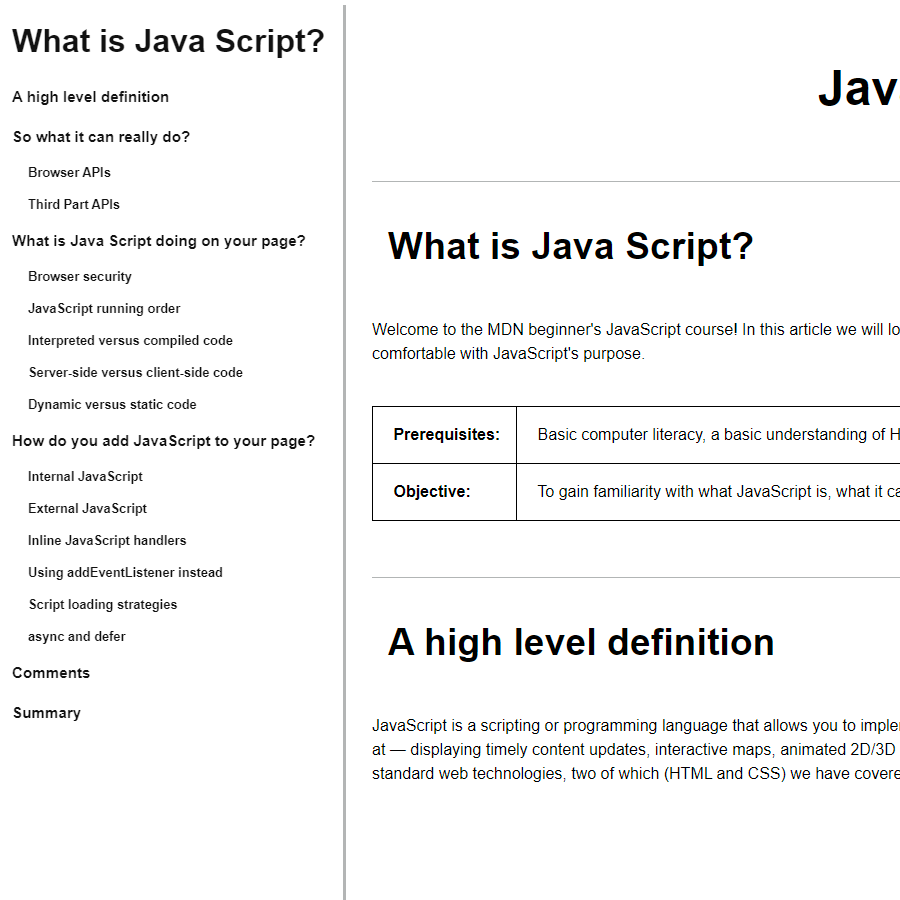 What is Java Script?
A high level definition
So what it can really do?
Browser APIs
Third Part APIs
What is Java Script doing on your page?
Browser security
JavaScript running order
Interpreted versus compiled code
Server-side versus client-side code
Dynamic versus static code
How do you add JavaScript to your page?
Internal JavaScript
External JavaScript
Inline JavaScript handlers
Using addEventListener instead
Script loading strategies
async and defer
Comments
Summary
What is Java Script?
Welcome to the MDN beginner's JavaScript course! In this article we will
comfortable with JavaScript's purpose.
Prerequisites: Basic computer literacy, a basic understanding of
Objective: To gain familiarity with what JavaScript is, what it
A high level definition
JavaScript is a scripting or programming language that allows you to
at — displaying timely content updates, interactive maps, animated 2D/3D
standard web technologies, two of which (HTML and CSS) we have